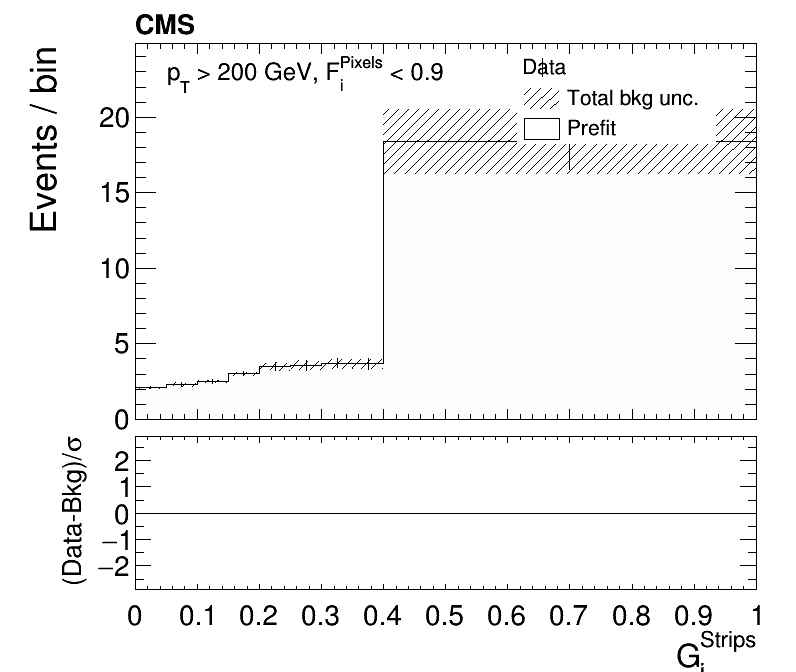 CMS
p_T > 200 GeV, F_i^Pixels < 0.9
Data
Total bkg unc.
Prefit
Events / bin
20
15
10
5
0
(Data-Bkg)/σ
2
1
0
−1
−2
0 0.1 0.2 0.3 0.4 0.5 0.6 0.7 0.8 0.9 1
G_i^Strips